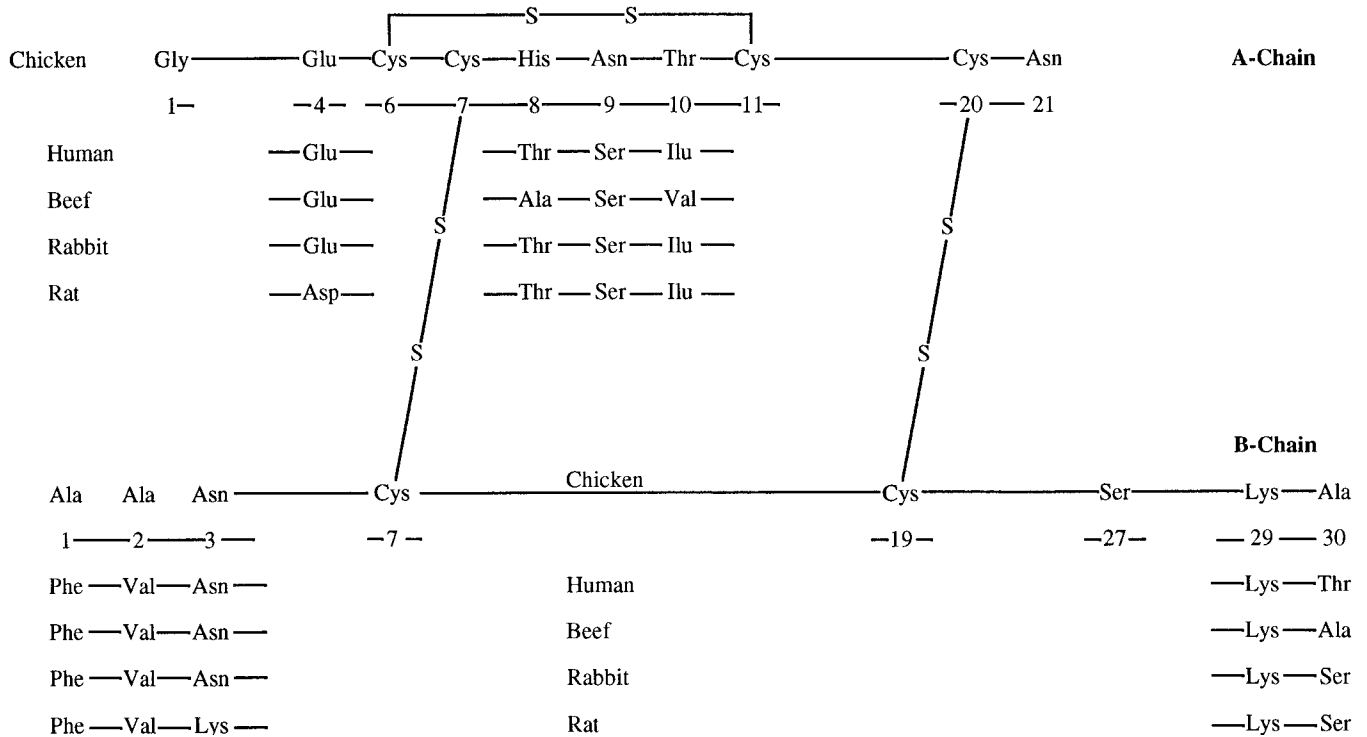 S S
Chicken Gly Glu Cys Cys His Asn Thr Cys Cys Asn A-Chain
1 4 6 7 8 9 10 11 20 21
Human Glu Thr Ser Ilu
Beef Glu Ala Ser Val
S S
Rabbit Glu Thr Ser Ilu
Rat Asp Thr Ser Ilu
S S
B-Chain
Ala Ala Asn Cys Chicken Cys Ser Lys Ala
1 2 3 7 19 27 29 30
Phe Val Asn Human Lys Thr
Phe Val Asn Beef Lys Ala
Phe Val Asn Rabbit Lys Ser
Phe Val Lys Rat Lys Ser